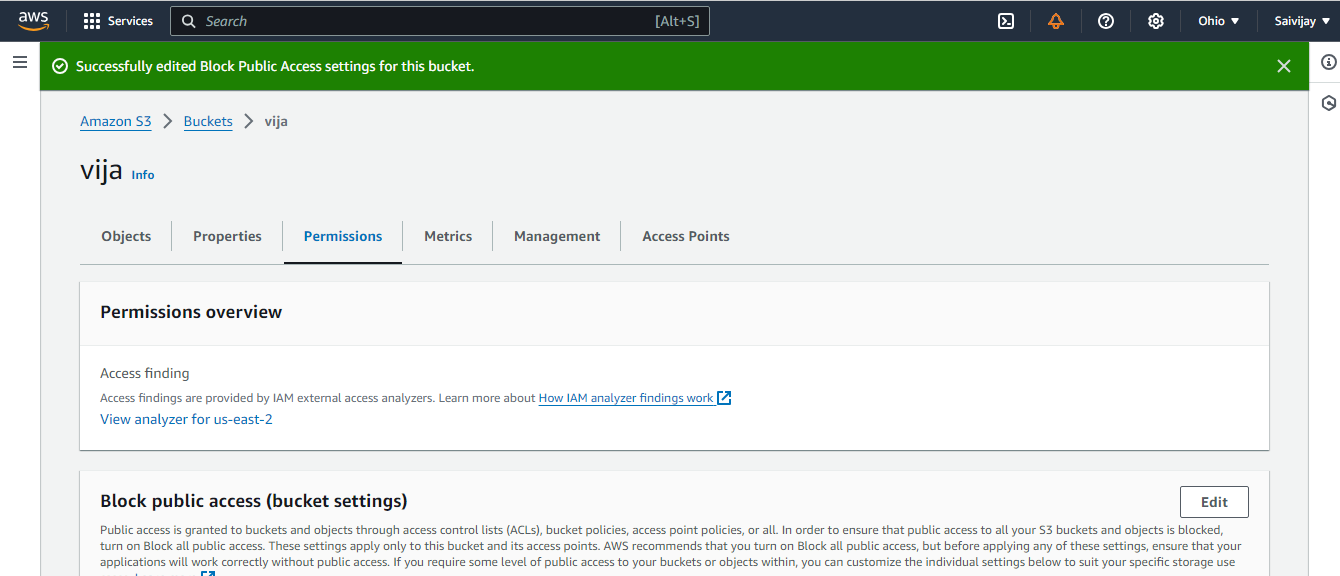 aws
Services
Search
[Alt+S]
Ohio
Saivijay
Successfully edited Block Public Access settings for this bucket.
Amazon S3 > Buckets > vija
vija Info
Objects
Properties
Permissions
Metrics
Management
Access Points
Permissions overview
Access finding
Access findings are provided by IAM external access analyzers. Learn more about How IAM analyzer findings work
View analyzer for us-east-2
Block public access (bucket settings)
Edit
Public access is granted to buckets and objects through access control lists (ACLs), bucket policies, access point policies, or all. In order to ensure that public access to all your S3 buckets and objects is blocked,
turn on Block all public access. These settings apply only to this bucket and its access points. AWS recommends that you turn on Block all public access, but before applying any of these settings, ensure that your
applications will work correctly without public access. If you require some level of public access to your buckets or objects within, you can customize the individual settings below to suit your specific storage use